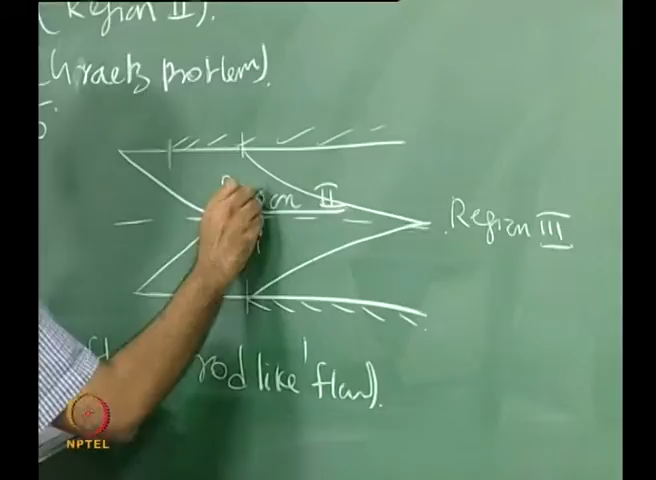 (Region II).
Graetz problem).
Region II
Region III
rod like' flow).
NPTEL